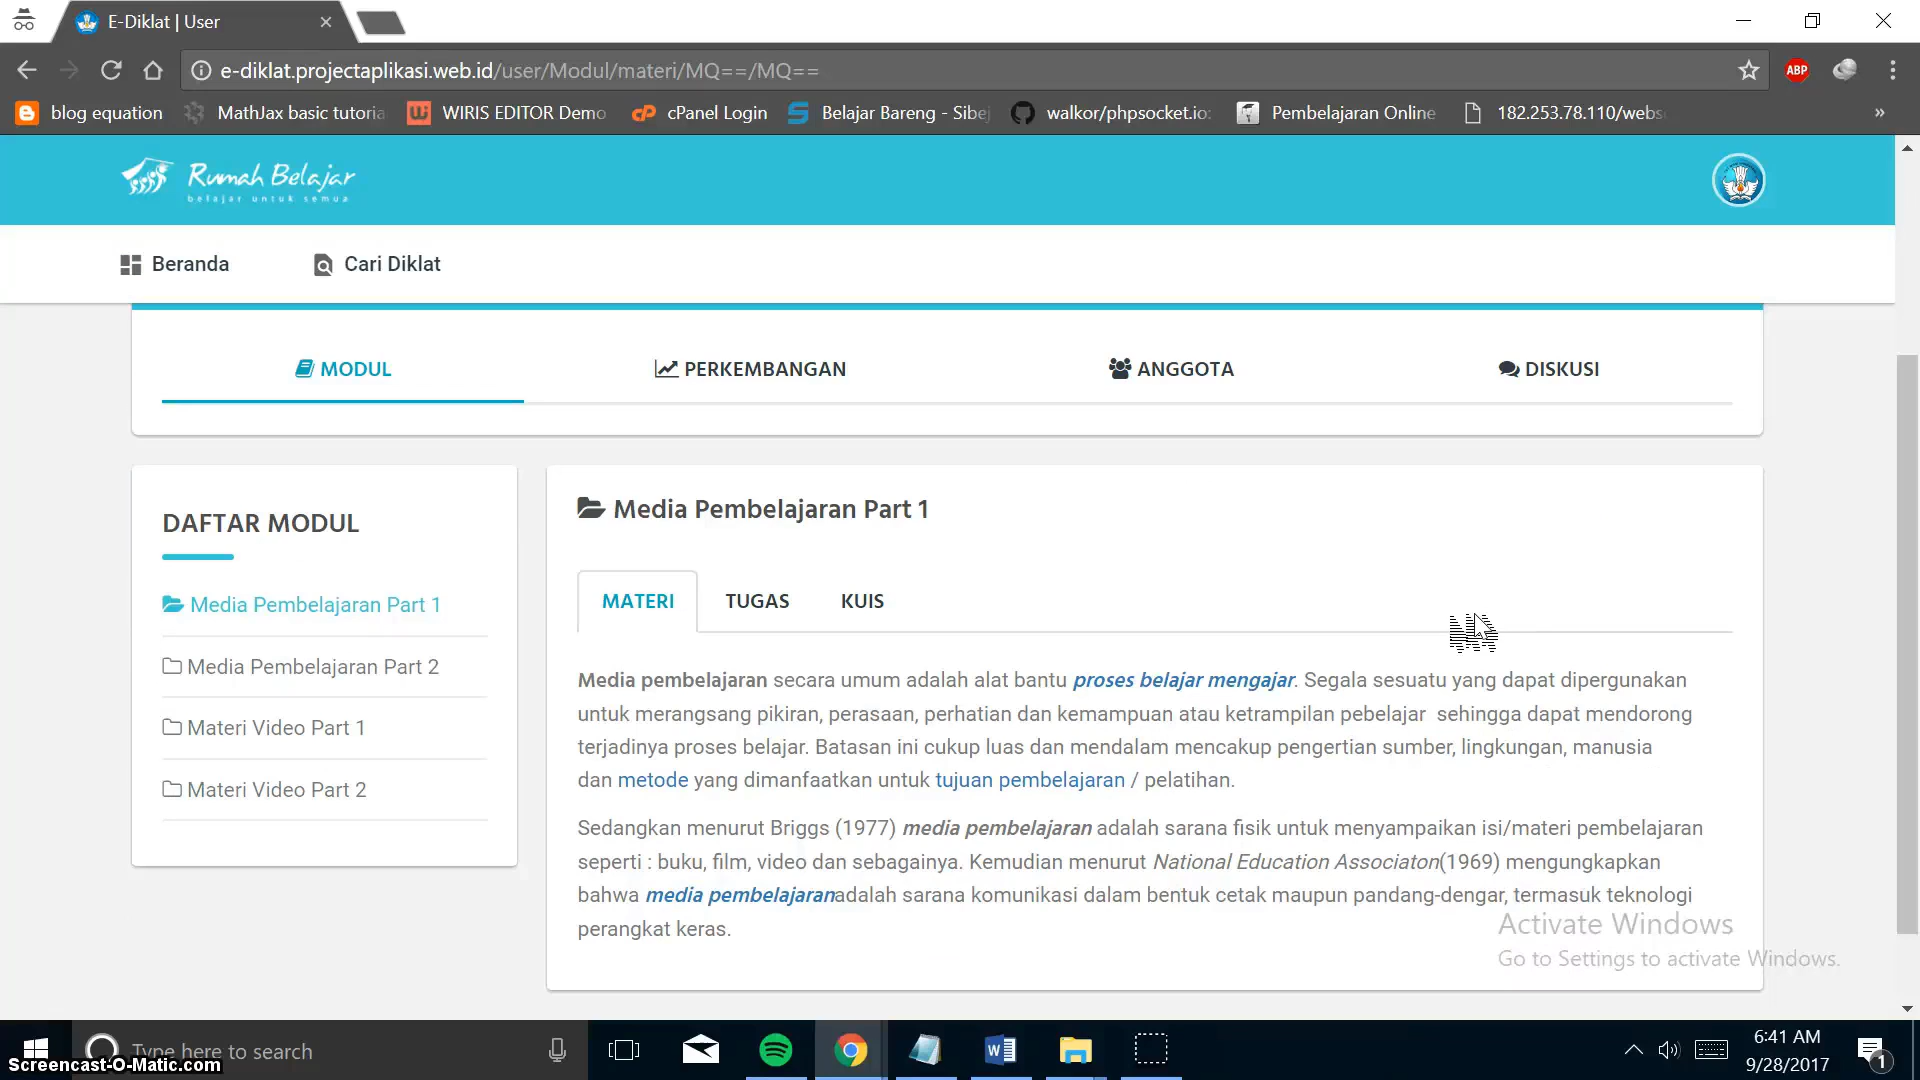 E-Diklat | User
e-diklat.projectaplikasi.web.id/user/Modul/materi/MQ==/MQ==
ABP
blog equation
MathJax basic tutoria
WIRIS EDITOR Demo
cPanel Login
Belajar Bareng - Sibej
walkor/phpsocket.io:
Pembelajaran Online
182.253.78.110/webs
»
Rumah Belajar
belajar untuk semua
Beranda
Cari Diklat
MODUL
PERKEMBANGAN
ANGGOTA
DISKUSI
DAFTAR MODUL
Media Pembelajaran Part 1
Media Pembelajaran Part 2
Materi Video Part 1
Materi Video Part 2
Media Pembelajaran Part 1
MATERI
TUGAS
KUIS
Media pembelajaran secara umum adalah alat bantu proses belajar mengajar. Segala sesuatu yang dapat dipergunakan
untuk merangsang pikiran, perasaan, perhatian dan kemampuan atau ketrampilan pebelajar sehingga dapat mendorong
terjadinya proses belajar. Batasan ini cukup luas dan mendalam mencakup pengertian sumber, lingkungan, manusia
dan metode yang dimanfaatkan untuk tujuan pembelajaran / pelatihan.
Sedangkan menurut Briggs (1977) media pembelajaran adalah sarana fisik untuk menyampaikan isi/materi pembelajaran
seperti : buku, film, video dan sebagainya. Kemudian menurut National Education Associaton(1969) mengungkapkan
bahwa media pembelajaranadalah sarana komunikasi dalam bentuk cetak maupun pandang-dengar, termasuk teknologi
perangkat keras.
Activate Windows
Go to Settings to activate Windows.
Type here to search
Screencast-O-Matic.com
6:41 AM
9/28/2017
1